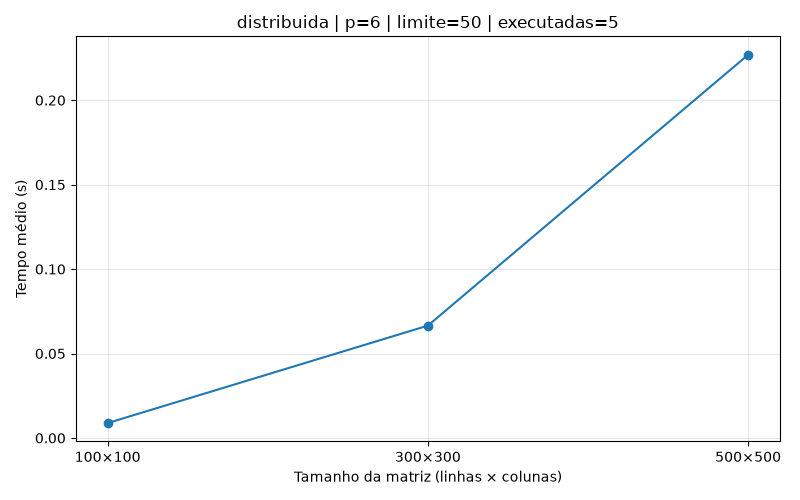 distribuida | p=6 | limite=50 | executadas=5
Tempo médio (s)
0.20
0.15
0.10
0.05
0.00
100×100
300×300
500×500
Tamanho da matriz (linhas × colunas)